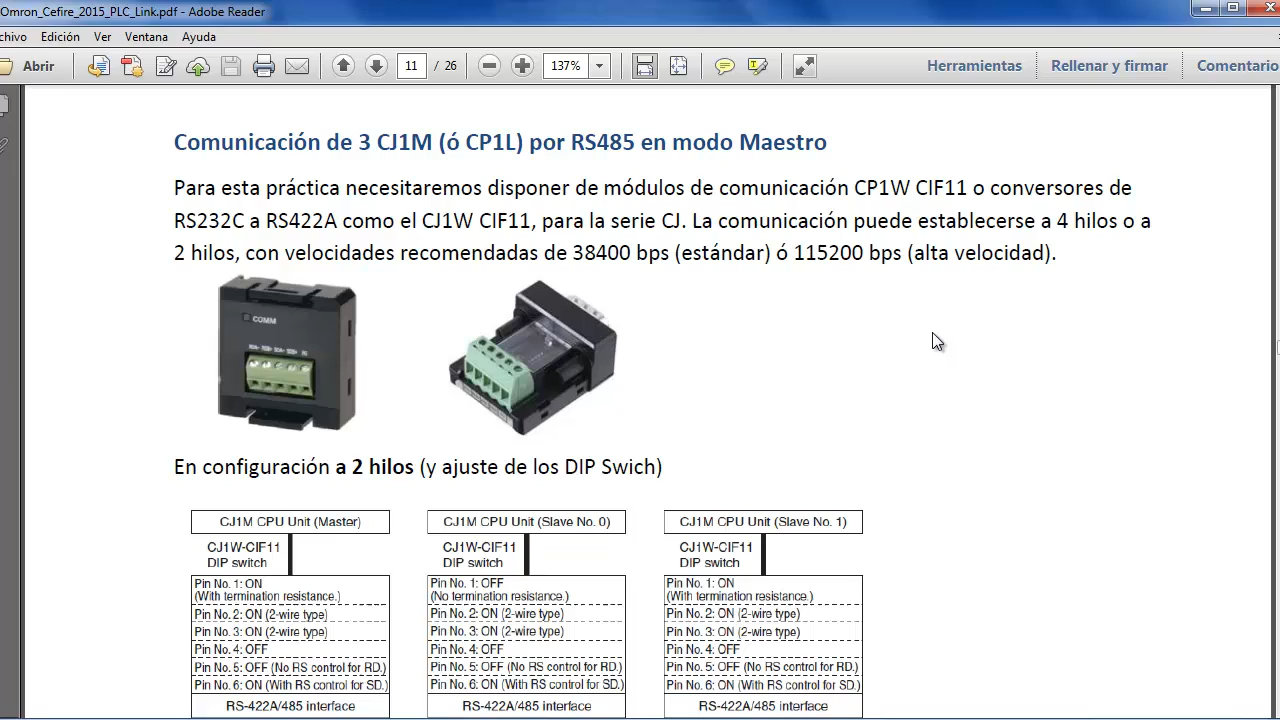 Omron_Cefire_2015_PLC_Link.pdf - Adobe Reader
chivo Edición Ver Ventana Ayuda
Abrir 11 / 26 137% Herramientas Rellenar y firmar Comentario
Comunicación de 3 CJ1M (ó CP1L) por RS485 en modo Maestro
Para esta práctica necesitaremos disponer de módulos de comunicación CP1W CIF11 o conversores de
RS232C a RS422A como el CJ1W CIF11, para la serie CJ. La comunicación puede establecerse a 4 hilos o a
2 hilos, con velocidades recomendadas de 38400 bps (estándar) ó 115200 bps (alta velocidad).
COMM
En configuración a 2 hilos (y ajuste de los DIP Swich)
CJ1M CPU Unit (Master)
CJ1W-CIF11
DIP switch
Pin No. 1: ON
(With termination resistance.)
Pin No. 2: ON (2-wire type)
Pin No. 3: ON (2-wire type)
Pin No. 4: OFF
Pin No. 5: OFF (No RS control for RD.)
Pin No. 6: ON (With RS control for SD.)
RS-422A/485 interface
CJ1M CPU Unit (Slave No. 0)
CJ1W-CIF11
DIP switch
Pin No. 1: OFF
(No termination resistance.)
Pin No. 2: ON (2-wire type)
Pin No. 3: ON (2-wire type)
Pin No. 4: OFF
Pin No. 5: OFF (No RS control for RD.)
Pin No. 6: ON (With RS control for SD.)
RS-422A/485 interface
CJ1M CPU Unit (Slave No. 1)
CJ1W-CIF11
DIP switch
Pin No. 1: ON
(With termination resistance.)
Pin No. 2: ON (2-wire type)
Pin No. 3: ON (2-wire type)
Pin No. 4: OFF
Pin No. 5: OFF (No RS control for RD.)
Pin No. 6: ON (With RS control for SD.)
RS-422A/485 interface